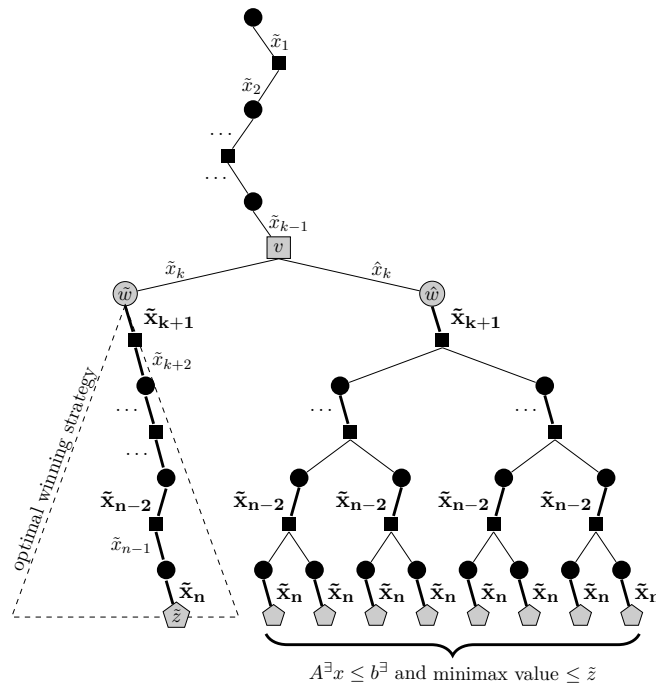 x̃₁
x̃₂
...
...
x̃ₖ₋₁
v
x̃ₖ x̂ₖ
w̃ ŵ
x̃ₖ₊₁ x̃ₖ₊₁
x̃ₖ₊₂
optimal winning strategy
... ... ...
...
x̃ₙ₋₂ x̃ₙ₋₂ x̃ₙ₋₂ x̃ₙ₋₂ x̃ₙ₋₂
x̃ₙ₋₁
x̃ₙ x̃ₙ x̃ₙ x̃ₙ x̃ₙ x̃ₙ x̃ₙ x̃ₙ x̃ₙ
z̃
A^∃x ≤ b^∃ and minimax value ≤ z̃